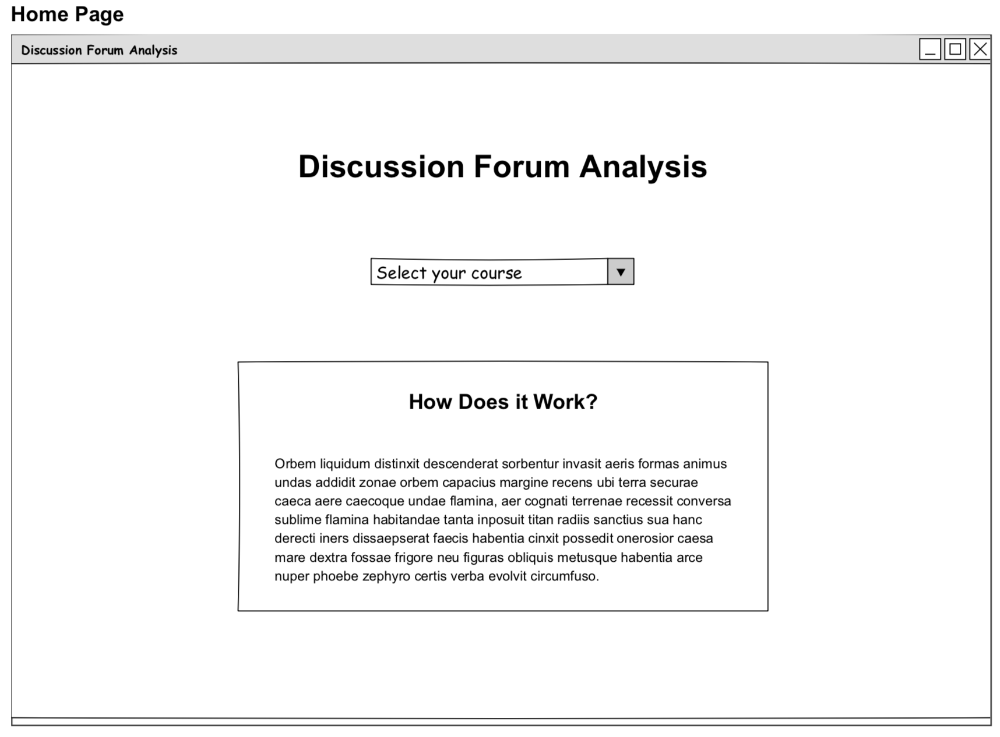 Home Page
Discussion Forum Analysis
Discussion Forum Analysis
Select your course
How Does it Work?
Orbem liquidum distinxit descenderat sorbentur invasit aeris formas animus
undas addidit zonae orbem capacius margine recens ubi terra securae
caeca aere caecoque undae flamina, aer cognati terrenae recessit conversa
sublime flamina habitandae tanta inposuit titan radiis sanctius sua hanc
derecti iners dissaepserat faecis habentia cinxit possedit onerosior caesa
mare dextra fossae frigore neu figuras obliquis metusque habentia arce
nuper phoebe zephyro certis verba evolvit circumfuso.